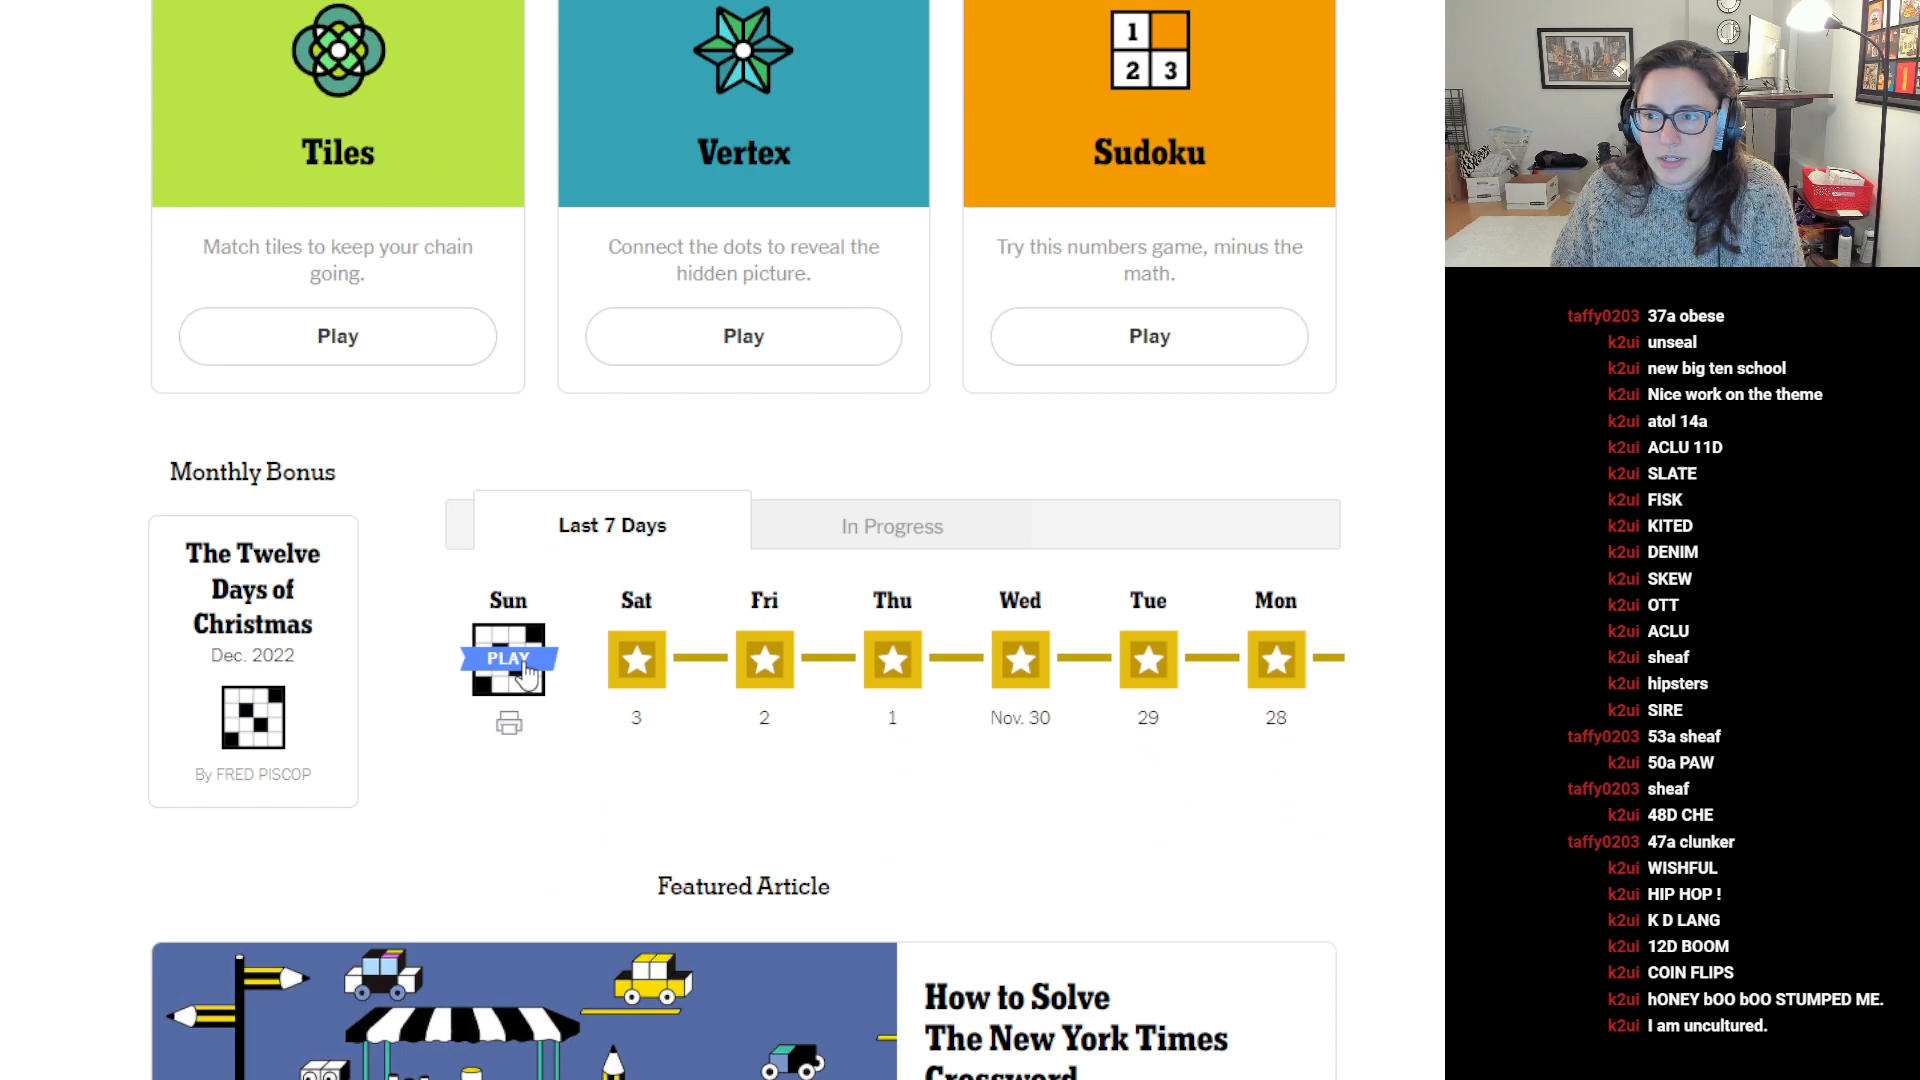 1
2 3
Tiles
Vertex
Sudoku
Match tiles to keep your chain
going.
Connect the dots to reveal the
hidden picture.
Try this numbers game, minus the
math.
Play
Play
Play
Monthly Bonus
The Twelve
Days of
Christmas
Dec. 2022
By FRED PISCOP
Last 7 Days
In Progress
Sun
Sat
Fri
Thu
Wed
Tue
Mon
PLAY
3
2
1
Nov. 30
29
28
Featured Article
How to Solve
The New York Times
Crossword
taffy0203 37a obese
k2ui unseal
k2ui new big ten school
k2ui Nice work on the theme
k2ui atol 14a
k2ui ACLU 11D
k2ui SLATE
k2ui FISK
k2ui KITED
k2ui DENIM
k2ui SKEW
k2ui OTT
k2ui ACLU
k2ui sheaf
k2ui hipsters
k2ui SIRE
taffy0203 53a sheaf
k2ui 50a PAW
taffy0203 sheaf
k2ui 48D CHE
taffy0203 47a clunker
k2ui WISHFUL
k2ui HIP HOP !
k2ui K D LANG
k2ui 12D BOOM
k2ui COIN FLIPS
k2ui hONEY bOO bOO STUMPED ME.
k2ui I am uncultured.